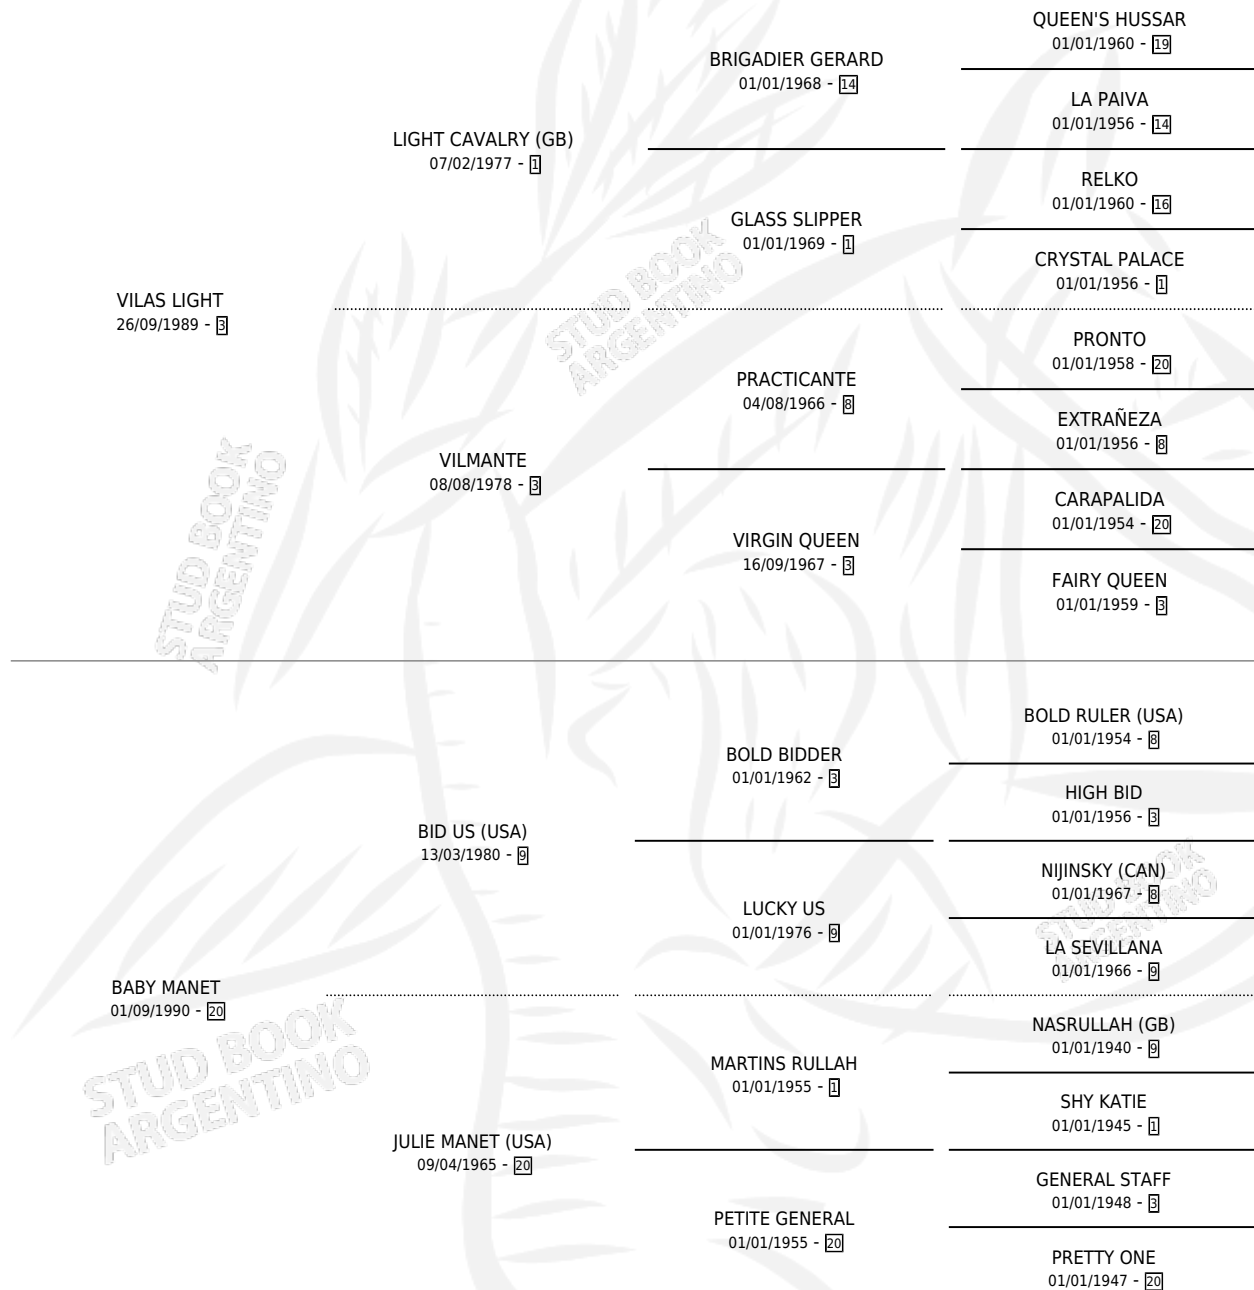 QUEEN'S HUSSAR
01/01/1960 - 19
BRIGADIER GERARD
01/01/1968 - 14
LA PAIVA
01/01/1956 - 14
LIGHT CAVALRY (GB)
07/02/1977 - 1
RELKO
01/01/1960 - 16
GLASS SLIPPER
01/01/1969 - 1
CRYSTAL PALACE
01/01/1956 - 1
VILAS LIGHT
26/09/1989 - 3
PRONTO
01/01/1958 - 20
PRACTICANTE
04/08/1966 - 8
EXTRAÑEZA
01/01/1956 - 8
VILMANTE
08/08/1978 - 3
CARAPALIDA
01/01/1954 - 20
VIRGIN QUEEN
16/09/1967 - 3
FAIRY QUEEN
01/01/1959 - 3
BOLD RULER (USA)
01/01/1954 - 8
BOLD BIDDER
01/01/1962 - 3
HIGH BID
01/01/1956 - 3
BID US (USA)
13/03/1980 - 9
NIJINSKY (CAN)
01/01/1967 - 8
LUCKY US
01/01/1976 - 9
LA SEVILLANA
01/01/1966 - 9
BABY MANET
01/09/1990 - 20
NASRULLAH (GB)
01/01/1940 - 9
MARTINS RULLAH
01/01/1955 - 1
SHY KATIE
01/01/1945 - 1
JULIE MANET (USA)
09/04/1965 - 20
GENERAL STAFF
01/01/1948 - 3
PETITE GENERAL
01/01/1955 - 20
PRETTY ONE
01/01/1947 - 20
STUD BOOK
ARGENTINO
STUD BOOK
ARGENTINO
STUD BOOK
ARGENTINO
STUD BOOK
ARGENTINO